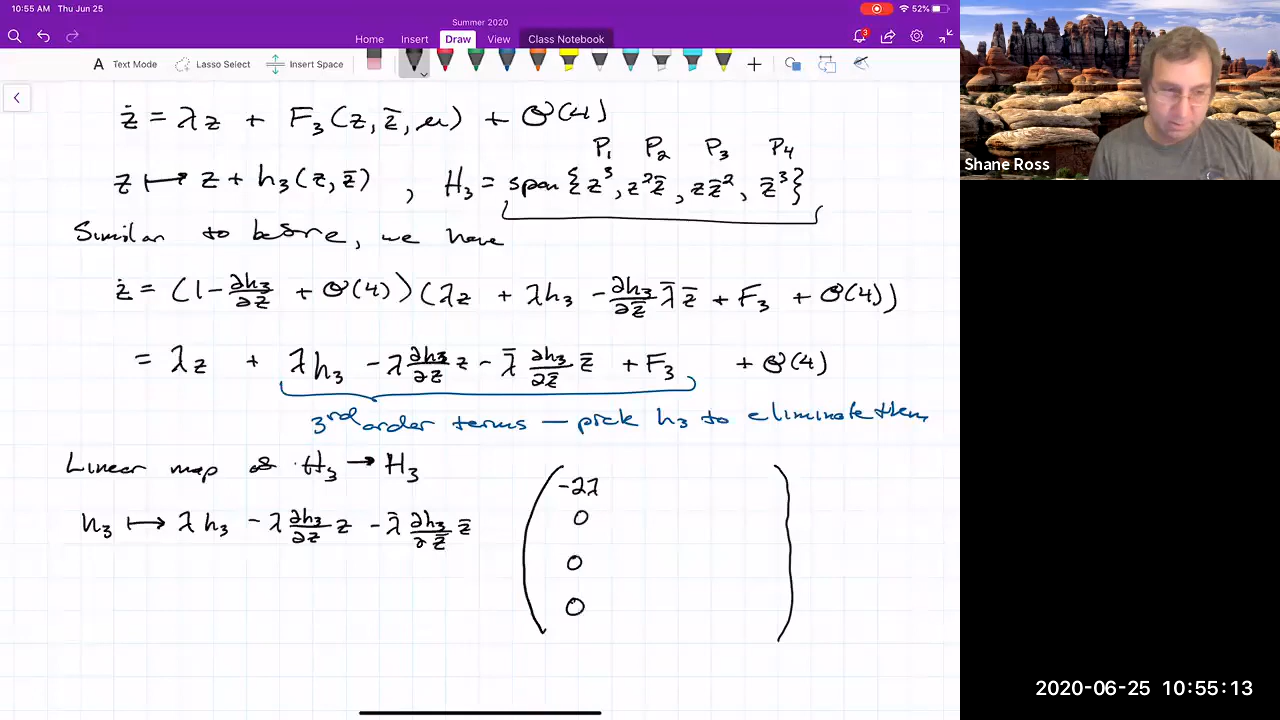 10:55 AM Thu Jun 25
52%
Summer 2020
Home Insert Draw View Class Notebook
3
Text Mode Lasso Select Insert Space
ż = λz + F₃(z, z̄, μ) + O(4)
P₁ P₂ P₃ P₄
z ↦ z + h₃(z, z̄) , H₃ = span {z³, z²z̄, zz̄², z̄³}
Similar to before, we have
ż = (1 - ∂h₃/∂z + O(4))(λz + λh₃ - ∂h₃/∂z̄ λ̄ z̄ + F₃ + O(4))
= λz + λh₃ - λ ∂h₃/∂z z - λ̄ ∂h₃/∂z̄ z̄ + F₃ + O(4)
3rd order terms — pick h₃ to eliminate them
Linear map of H₃ → H₃
h₃ ↦ λh₃ - λ ∂h₃/∂z z - λ̄ ∂h₃/∂z̄ z̄
-2λ
0
0
0
Shane Ross
2020-06-25 10:55:13